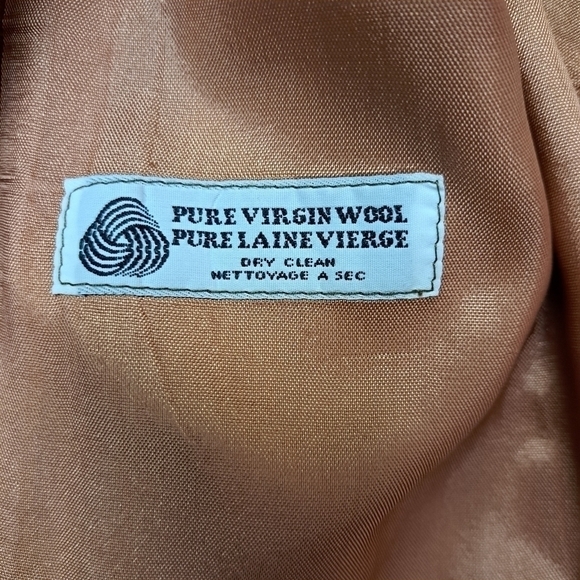 PURE VIRGIN WOOL
PURE LAINE VIERGE
DRY CLEAN
NETTOYAGE A SEC